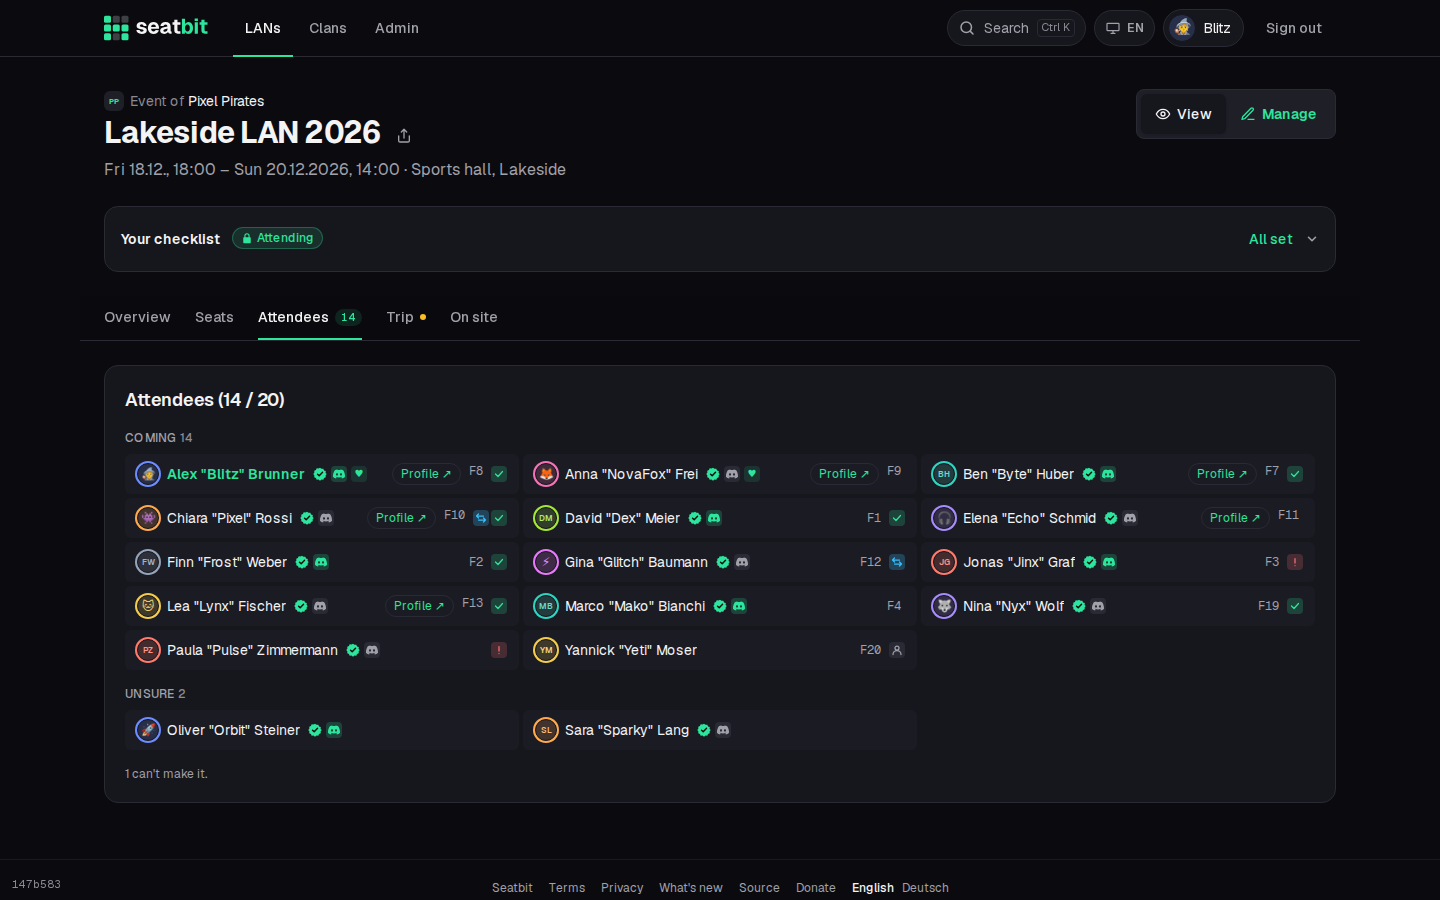 seatbit LANs Clans Admin Search Ctrl K EN Blitz Sign out
PP Event of Pixel Pirates
Lakeside LAN 2026
View Manage
Fri 18.12., 18:00 – Sun 20.12.2026, 14:00 · Sports hall, Lakeside
Your checklist Attending All set
Overview Seats Attendees 14 Trip On site
Attendees (14 / 20)
COMING 14
Alex "Blitz" Brunner Profile ↗ F8
Anna "NovaFox" Frei Profile ↗ F9
BH Ben "Byte" Huber Profile ↗ F7
Chiara "Pixel" Rossi Profile ↗ F10
DM David "Dex" Meier F1
Elena "Echo" Schmid Profile ↗ F11
FW Finn "Frost" Weber F2
Gina "Glitch" Baumann F12
JG Jonas "Jinx" Graf F3 !
Lea "Lynx" Fischer Profile ↗ F13
MB Marco "Mako" Bianchi F4
Nina "Nyx" Wolf F19
PZ Paula "Pulse" Zimmermann !
YM Yannick "Yeti" Moser F20
UNSURE 2
Oliver "Orbit" Steiner
SL Sara "Sparky" Lang
1 can't make it.
147b583
Seatbit Terms Privacy What's new Source Donate English Deutsch